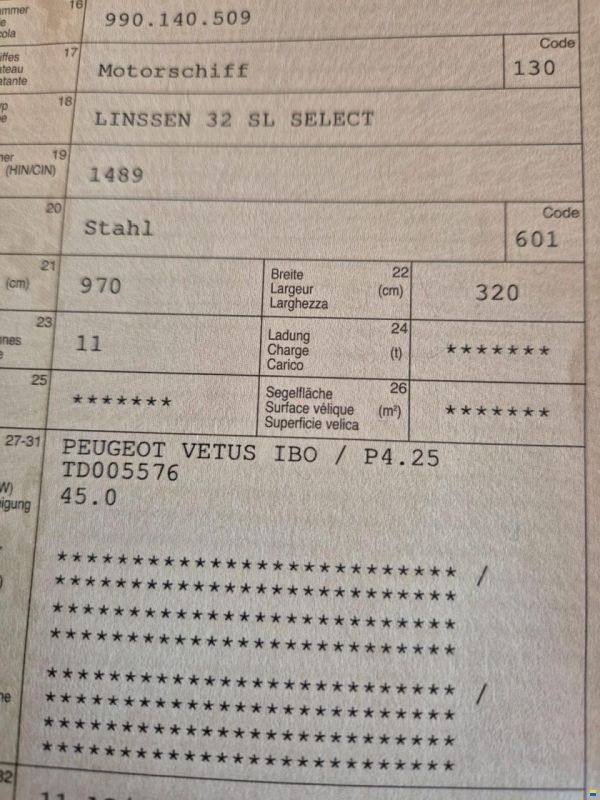 16
990.140.509
17
Motorschiff
Code
130
18
LINSSEN 32 SL SELECT
19
(HIN/CIN)
1489
20
Stahl
Code
601
21
(cm)
970
Breite 22
Largeur (cm)
Larghezza
320
23
11
Ladung 24
Charge (t)
Carico
*******
25
*******
Segelfläche 26
Surface vélique (m²)
Superficie velica
*******
27-31
PEUGEOT VETUS IBO / P4.25
TD005576
45.0
************************** /
**************************
**************************
**************************
************************** /
**************************
**************************
**************************
32